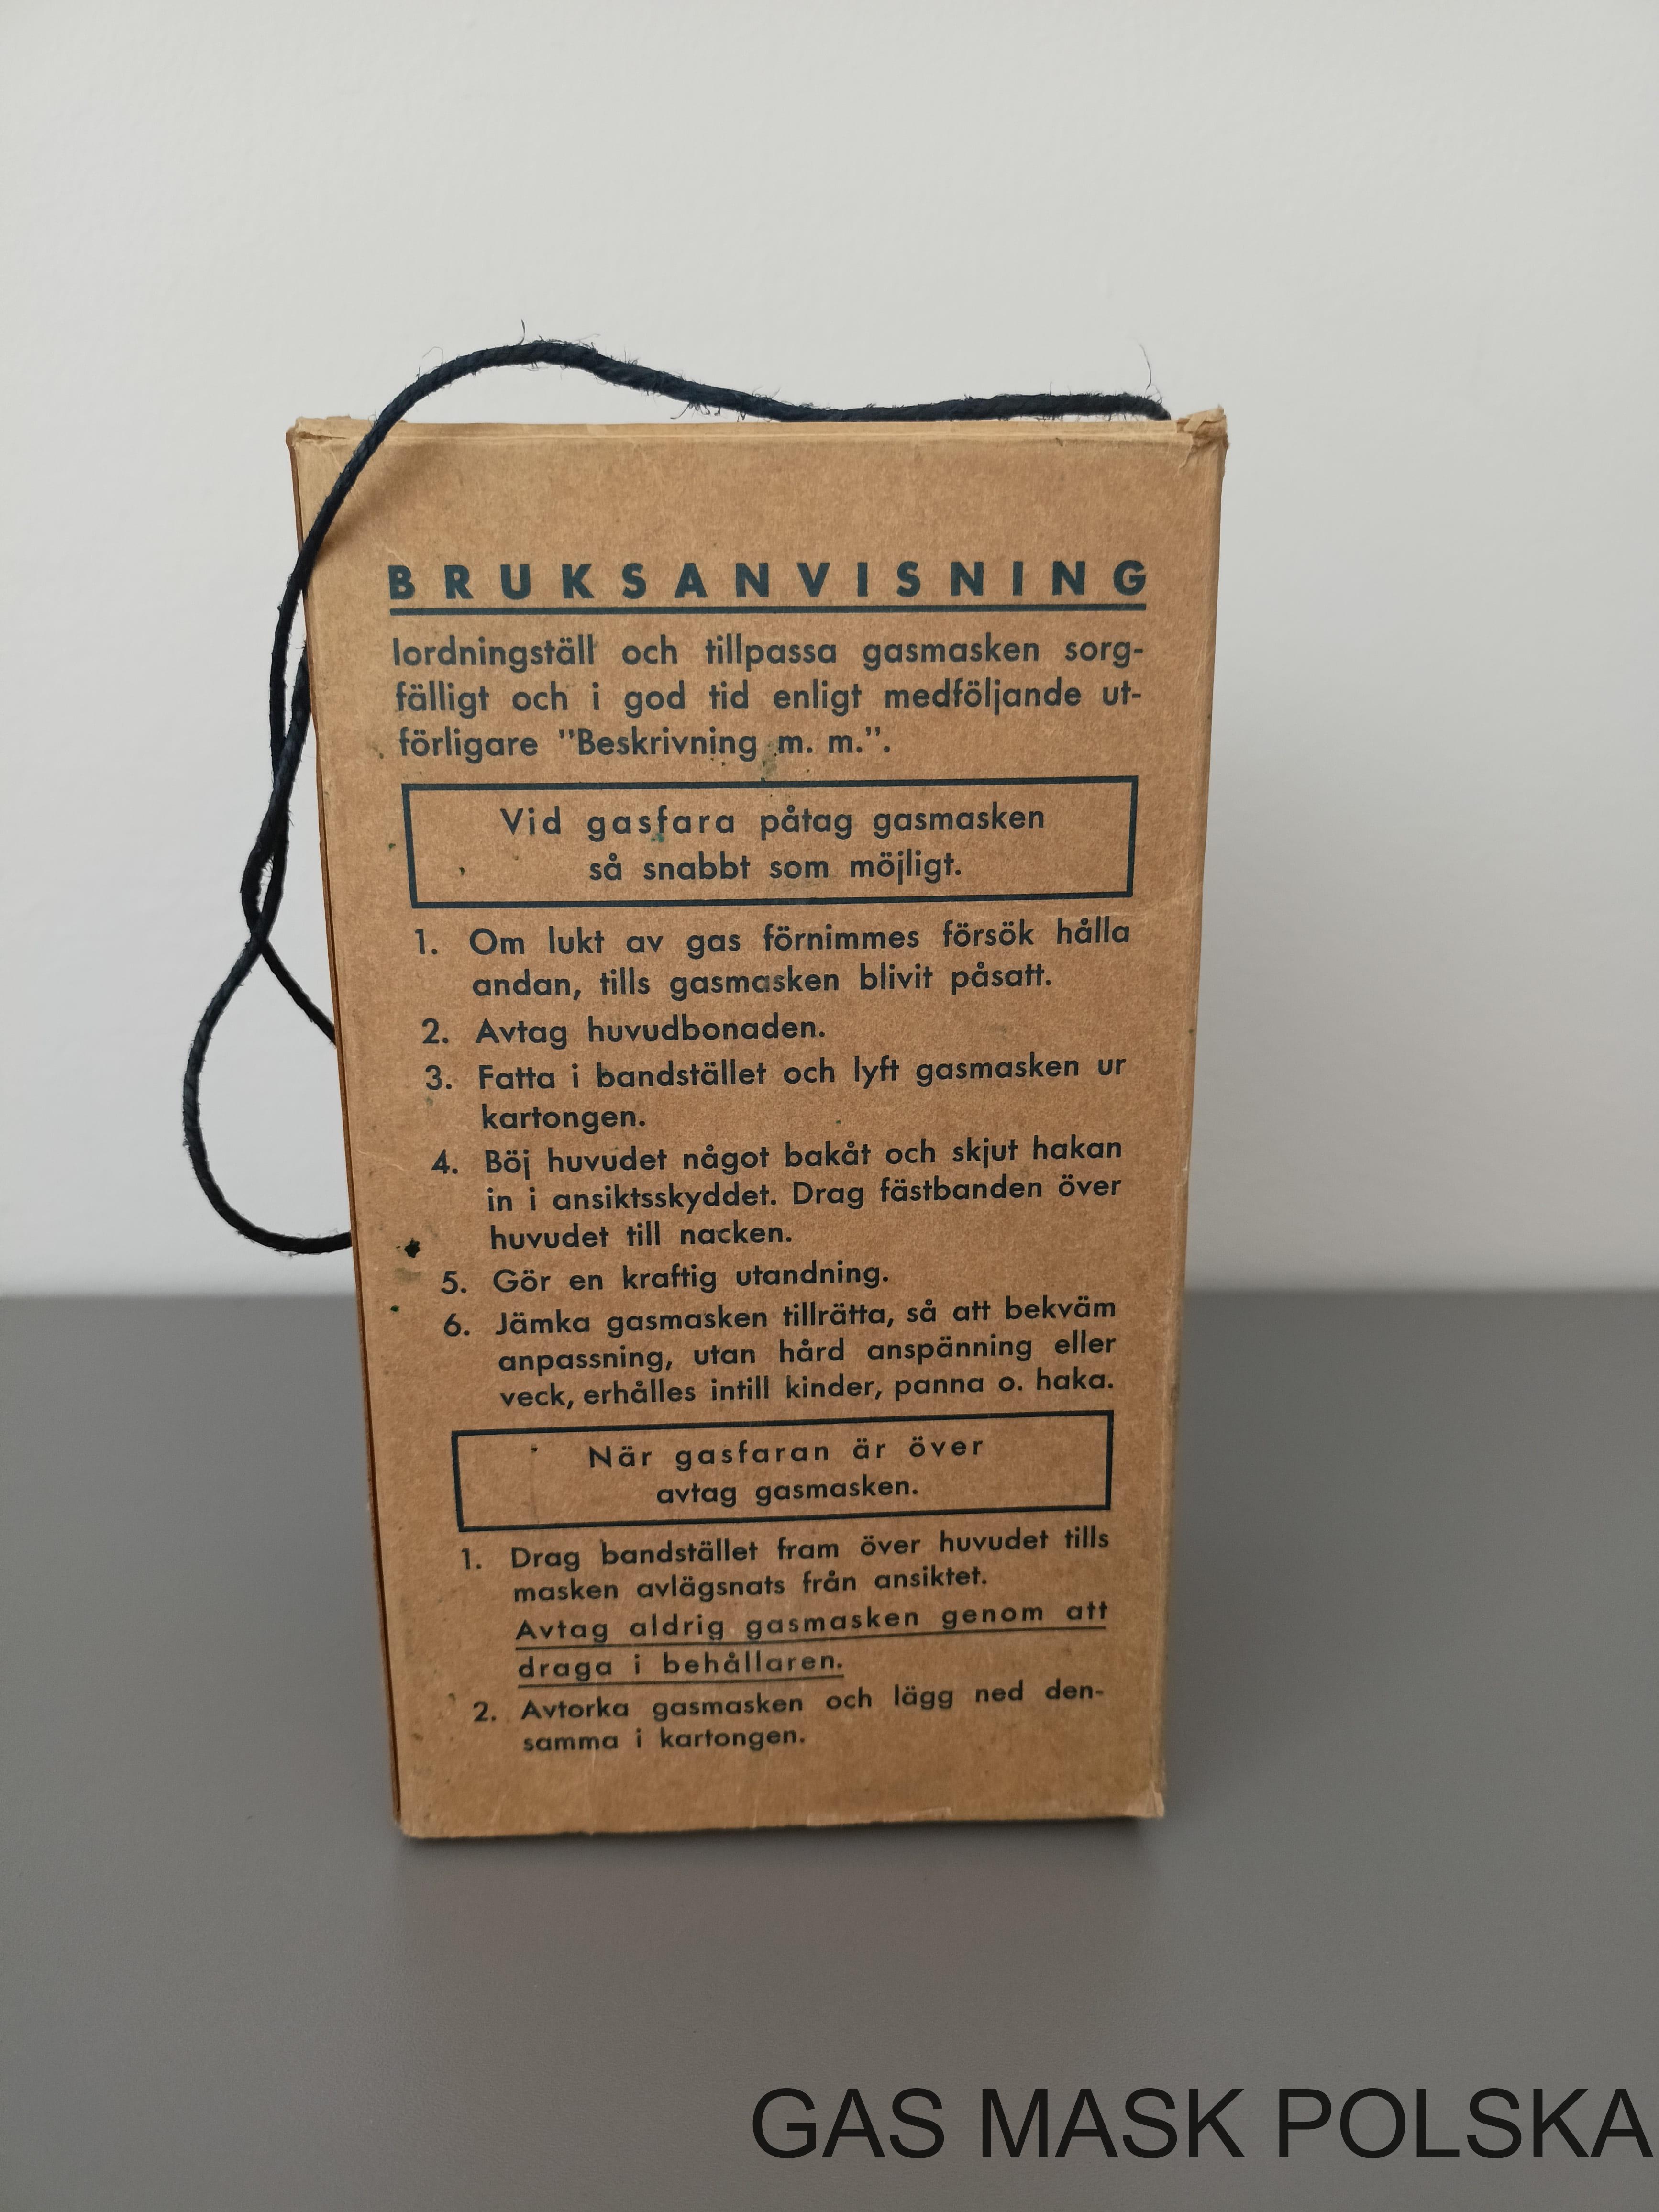 BRUKSANVISNING
Iordningställ och tillpassa gasmasken sorg-
fälligt och i god tid enligt medföljande ut-
förligare "Beskrivning m. m.".
Vid gasfara påtag gasmasken
så snabbt som möjligt.
1. Om lukt av gas förnimmes försök hålla
andan, tills gasmasken blivit påsatt.
2. Avtag huvudbonaden.
3. Fatta i bandstället och lyft gasmasken ur
kartongen.
4. Böj huvudet något bakåt och skjut hakan
in i ansiktsskyddet. Drag fästbanden över
huvudet till nacken.
5. Gör en kraftig utandning.
6. Jämka gasmasken tillrätta, så att bekväm
anpassning, utan hård anspänning eller
veck, erhålles intill kinder, panna o. haka.
När gasfaran är över
avtag gasmasken.
1. Drag bandstället fram över huvudet tills
masken avlägsnats från ansiktet.
Avtag aldrig gasmasken genom att
draga i behållaren.
2. Avtorka gasmasken och lägg ned den-
samma i kartongen.
GAS MASK POLSKA